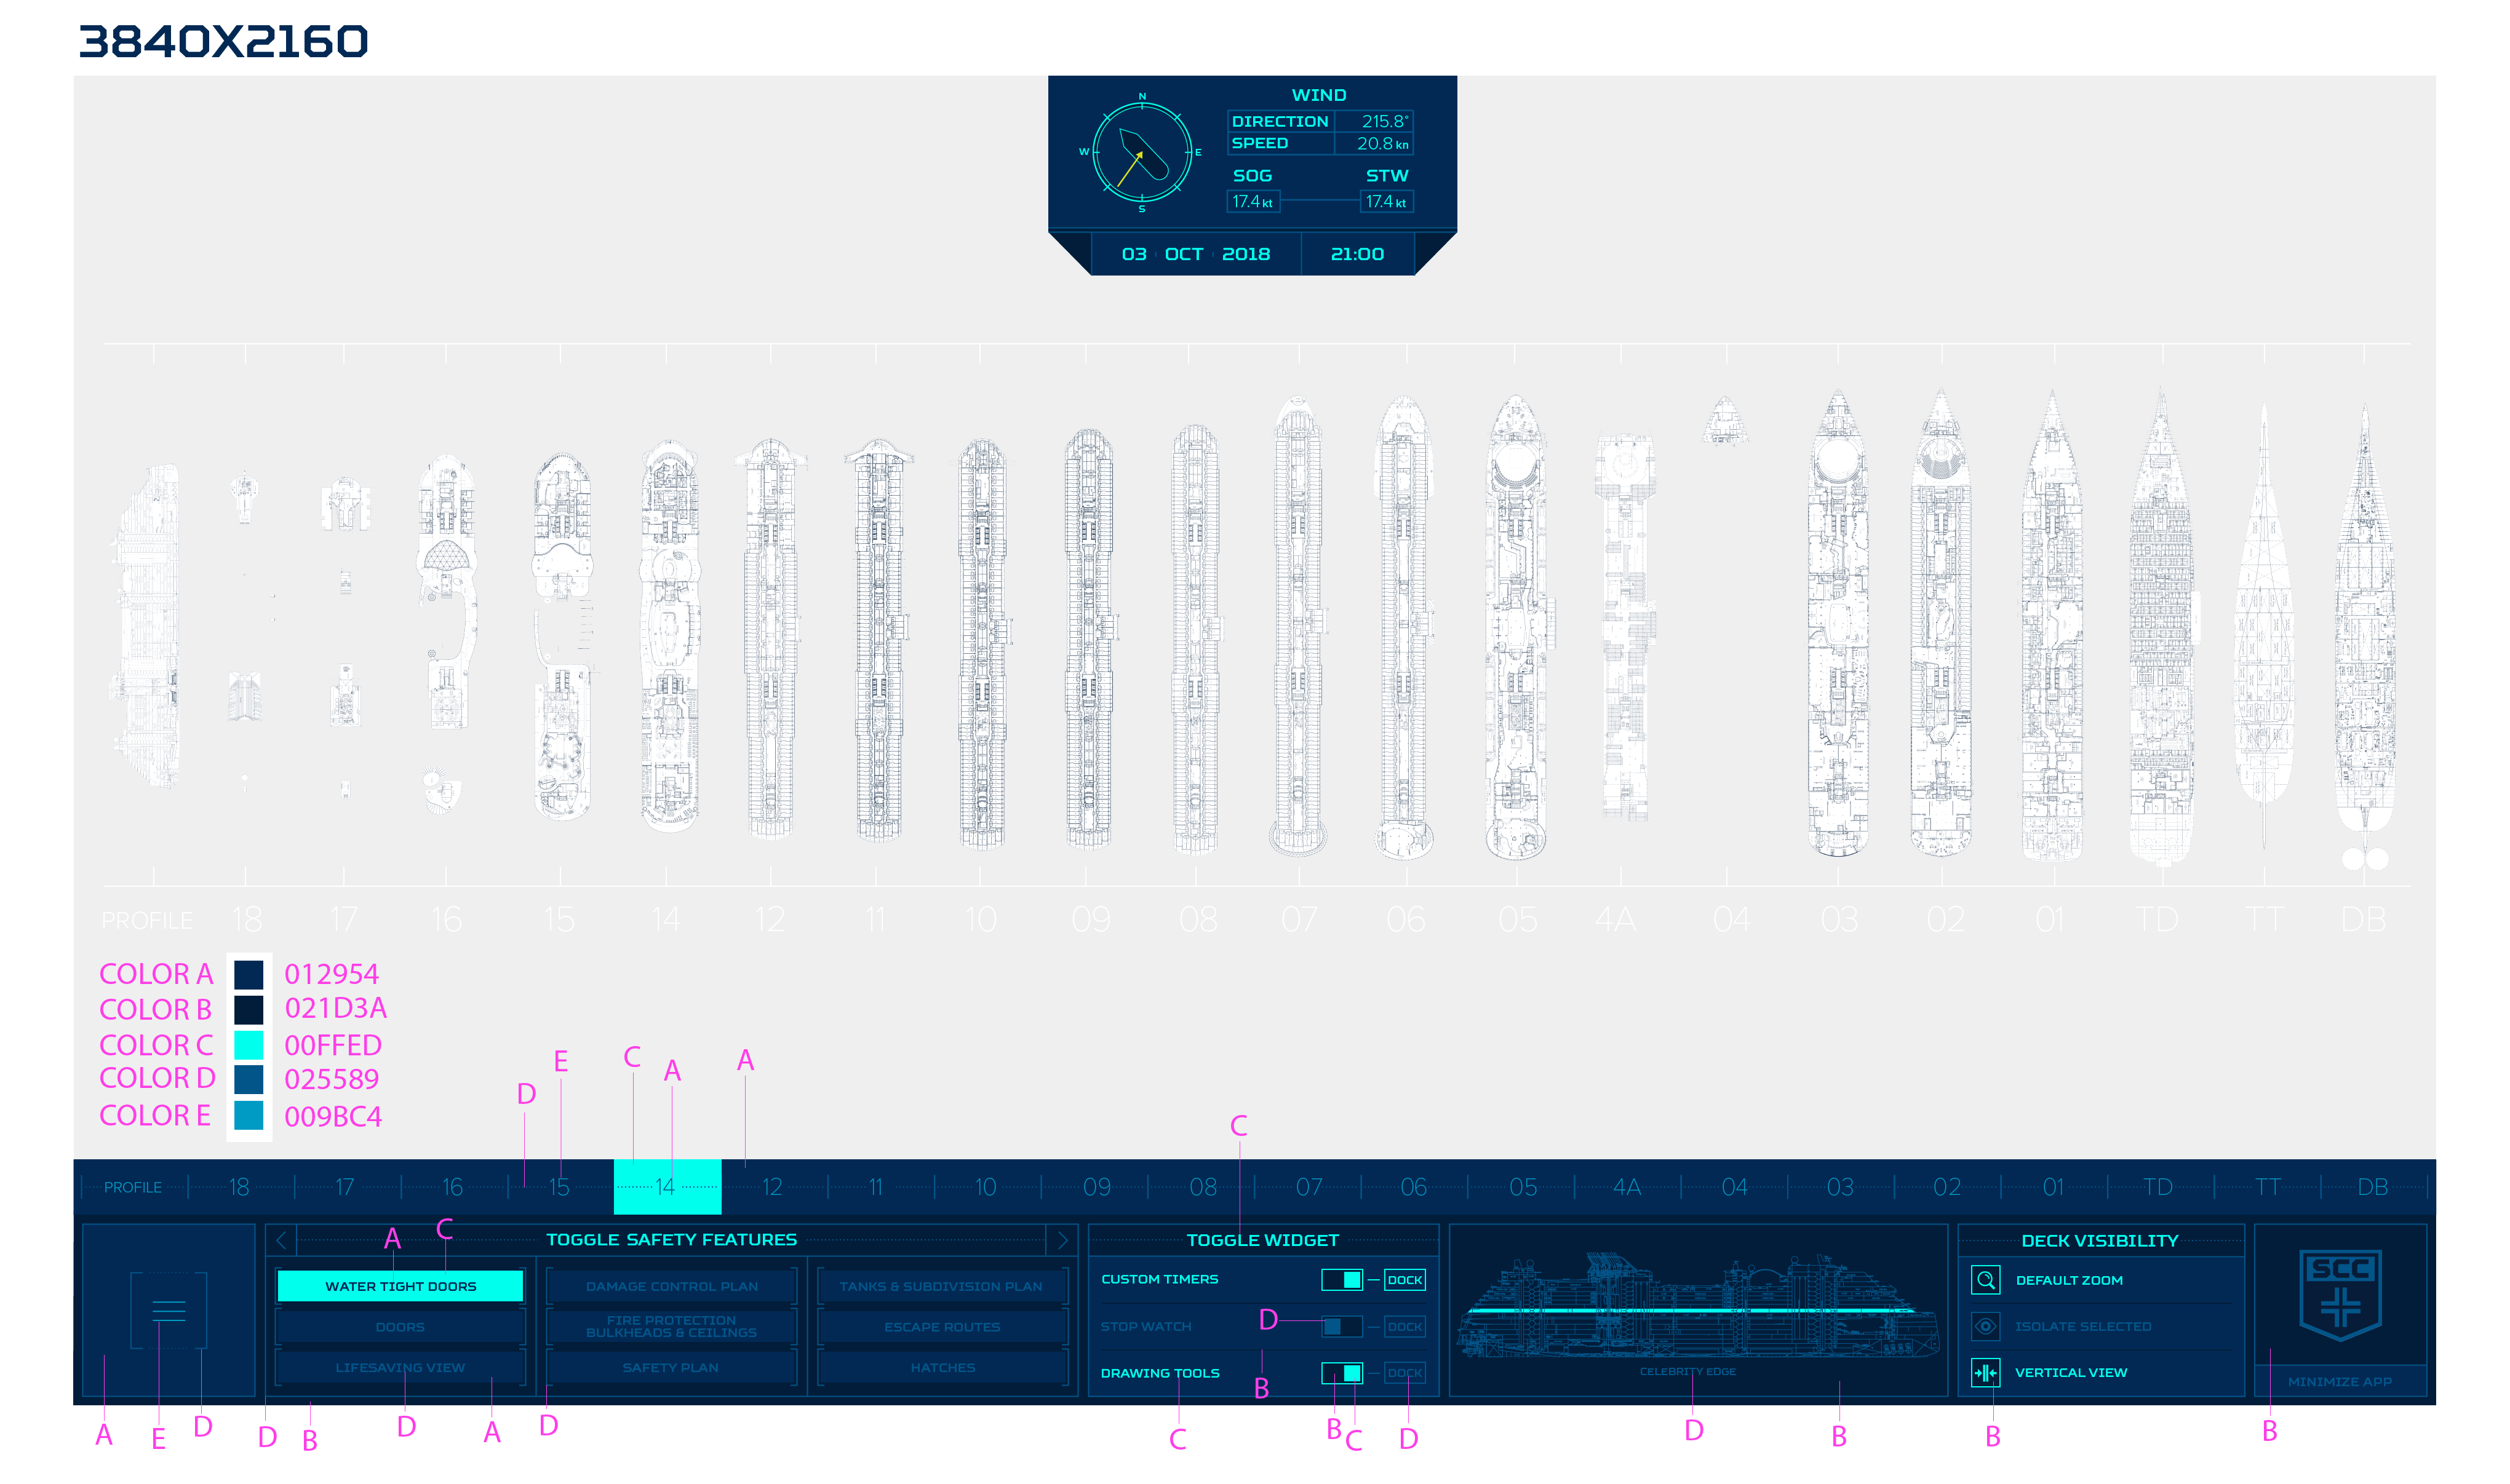 3840X2160
N
W
E
S
WIND
DIRECTION 215.8°
SPEED 20.8 kn
SOG STW
17.4 kt 17.4 kt
03 OCT 2018 21:00
PROFILE 18 17 16 15 14 12 11 10 09 08 07 06 05 4A 04 03 02 01 TD TT DB
COLOR A 012954
COLOR B 021D3A
COLOR C 00FFED
COLOR D 025589
COLOR E 009BC4
D E C A A C
PROFILE 18 17 16 15 14 12 11 10 09 08 07 06 05 4A 04 03 02 01 TD TT DB
A C
TOGGLE SAFETY FEATURES
WATER TIGHT DOORS
DAMAGE CONTROL PLAN
TANKS & SUBDIVISION PLAN
DOORS
FIRE PROTECTION
BULKHEADS & CEILINGS
ESCAPE ROUTES
LIFESAVING VIEW
SAFETY PLAN
HATCHES
TOGGLE WIDGET
CUSTOM TIMERS DOCK
STOP WATCH D DOCK
DRAWING TOOLS DOCK
B
CELEBRITY EDGE
DECK VISIBILITY
DEFAULT ZOOM
ISOLATE SELECTED
VERTICAL VIEW
SCC
MINIMIZE APP
A E D D B D A D C B C D D B B B